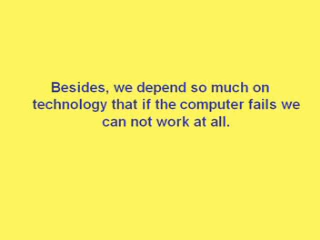 Besides, we depend so much on
technology that if the computer fails we
can not work at all.